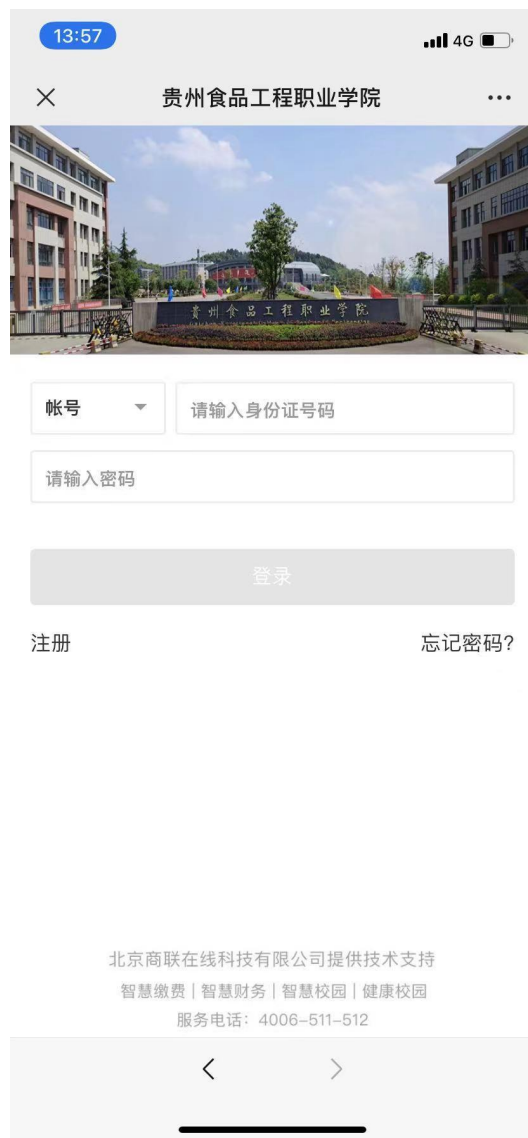 13:57
4G
贵州食品工程职业学院
贵州食品工程职业学院
帐号
请输入身份证号码
请输入密码
登录
注册
忘记密码?
北京商联在线科技有限公司提供技术支持
智慧缴费 | 智慧财务 | 智慧校园 | 健康校园
服务电话：4006-511-512